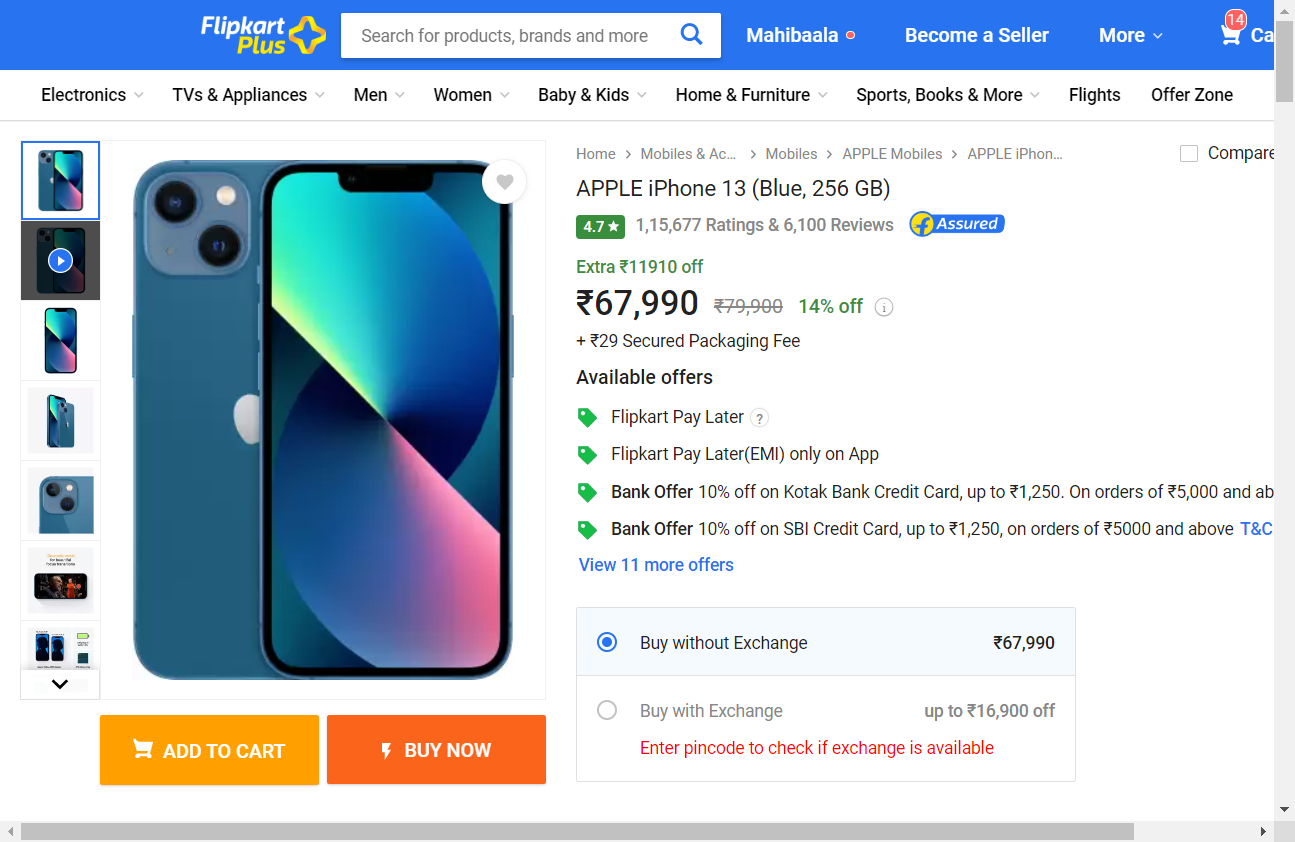 Flipkart
Plus
Search for products, brands and more
Mahibaala
Become a Seller
More
14
Ca
Electronics
TVs & Appliances
Men
Women
Baby & Kids
Home & Furniture
Sports, Books & More
Flights
Offer Zone
Home
Mobiles & Ac...
Mobiles
APPLE Mobiles
APPLE iPhon...
Compare
APPLE iPhone 13 (Blue, 256 GB)
4.7
1,15,677 Ratings & 6,100 Reviews
Assured
Extra ₹11910 off
₹67,990 ₹79,900 14% off
i
+ ₹29 Secured Packaging Fee
Available offers
Flipkart Pay Later ?
Flipkart Pay Later(EMI) only on App
Bank Offer 10% off on Kotak Bank Credit Card, up to ₹1,250. On orders of ₹5,000 and ab
Bank Offer 10% off on SBI Credit Card, up to ₹1,250, on orders of ₹5000 and above T&C
View 11 more offers
Buy without Exchange ₹67,990
Buy with Exchange up to ₹16,900 off
Enter pincode to check if exchange is available
ADD TO CART
BUY NOW